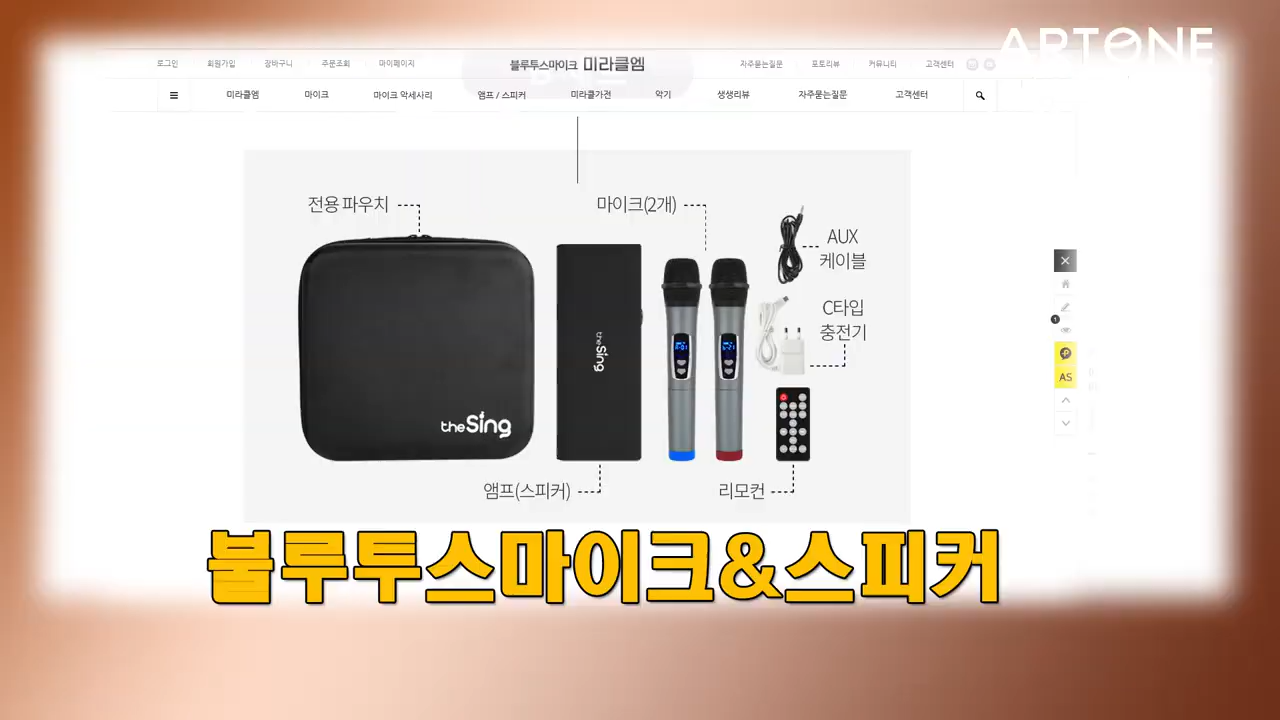 ARTONE
로그인 회원가입 장바구니 주문조회 마이페이지 블루투스마이크 미라클엠 자주묻는질문 포토리뷰 커뮤니티 고객센터
미라클엠 마이크 마이크 악세사리 앰프 / 스피커 미라클가전 악기 생생리뷰 자주묻는질문 고객센터
전용 파우치
마이크(2개)
AUX
케이블
C타입
충전기
theSing
theSing
1
AS
앰프(스피커)
리모컨
블루투스마이크&스피커